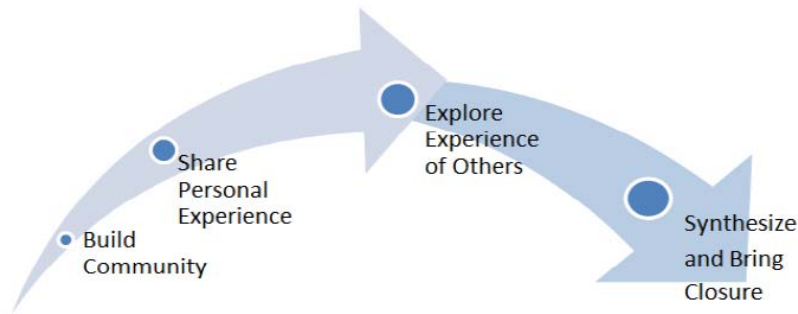 Build
Community
Share
Personal
Experience
Explore
Experience
of Others
Synthesize
and Bring
Closure